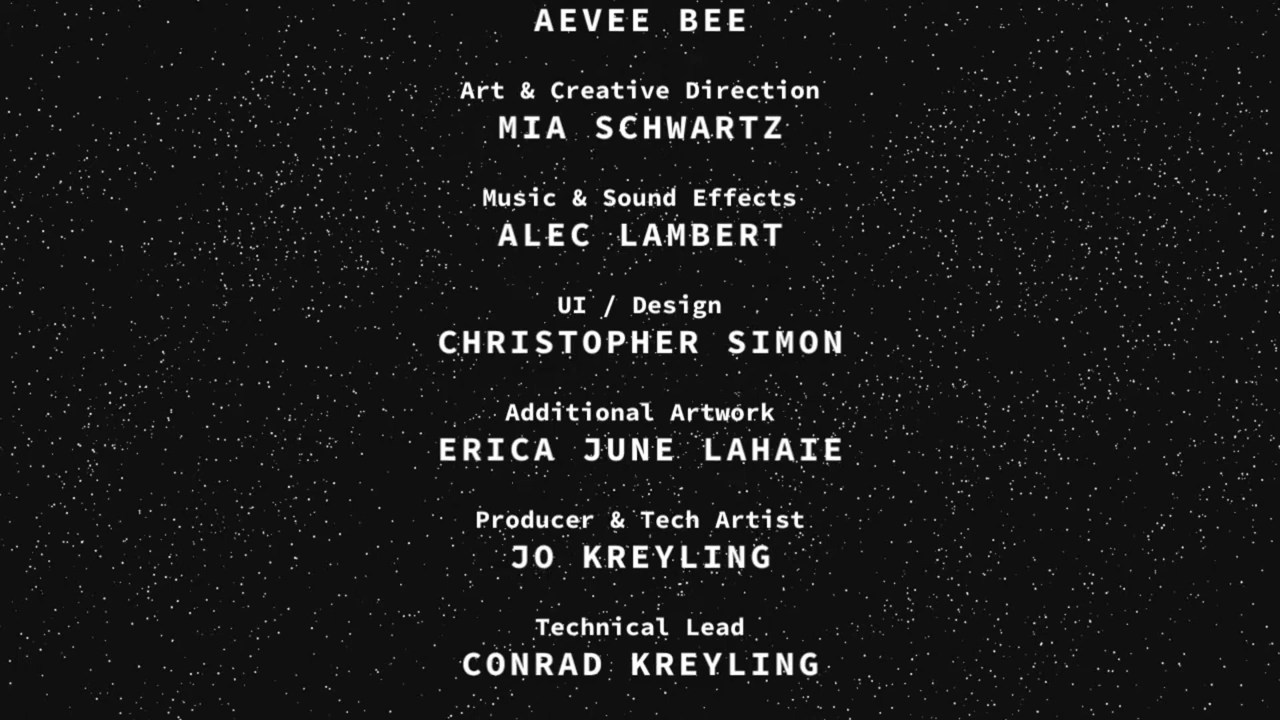 AEVEE BEE
Art & Creative Direction
MIA SCHWARTZ
Music & Sound Effects
ALEC LAMBERT
UI / Design
CHRISTOPHER SIMON
Additional Artwork
ERICA JUNE LAHAIE
Producer & Tech Artist
JO KREYLING
Technical Lead
CONRAD KREYLING